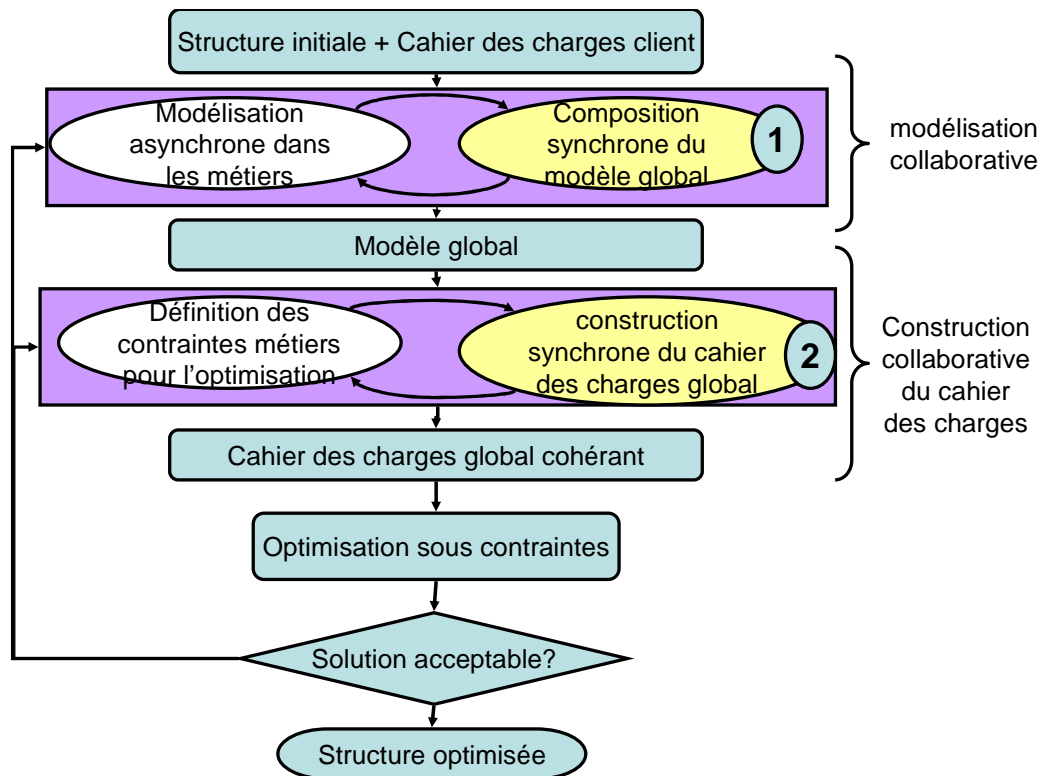 Structure initiale + Cahier des charges client
Modélisation
asynchrone dans
les métiers
Composition
synchrone du
modèle global
1
modélisation
collaborative
Modèle global
Définition des
contraintes métiers
pour l'optimisation
construction
synchrone du cahier
des charges global
2
Construction
collaborative
du cahier
des charges
Cahier des charges global cohérant
Optimisation sous contraintes
Solution acceptable?
Structure optimisée